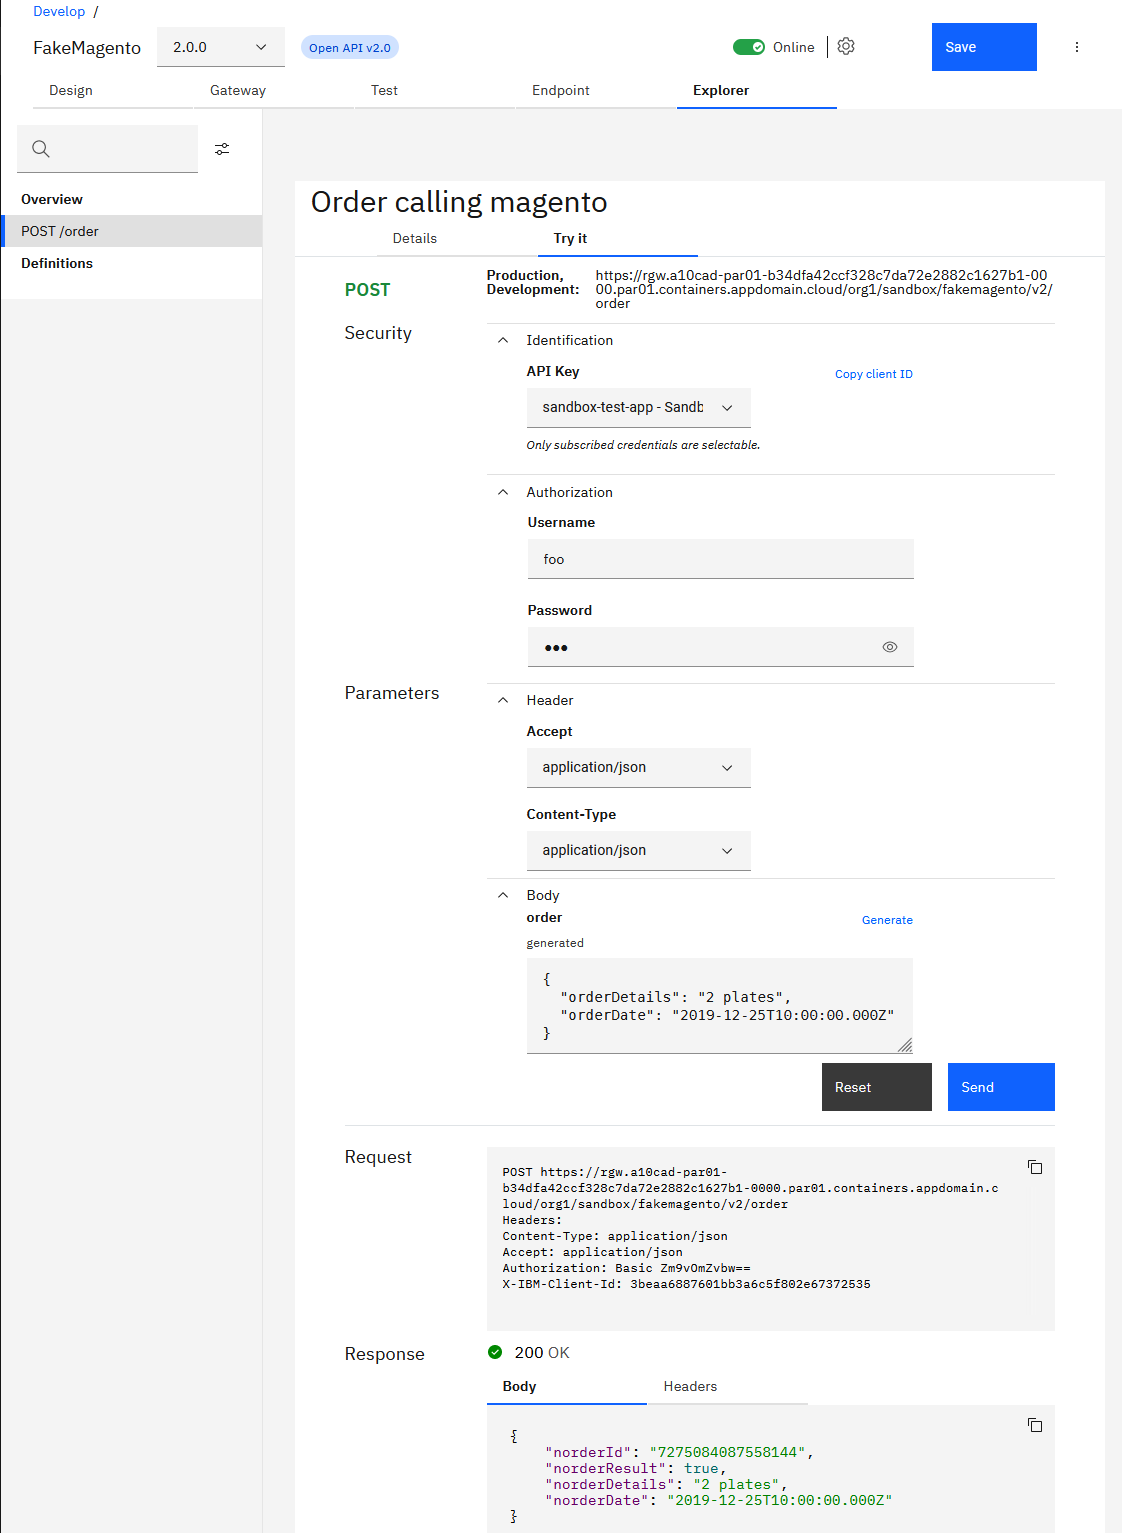 Develop /
FakeMagento
2.0.0
Open API v2.0
Online
Save
Design
Gateway
Test
Endpoint
Explorer
Overview
POST /order
Definitions
Order calling magento
Details
Try it
POST
Production,
Development:
https://rgw.a10cad-par01-b34dfa42ccf328c7da72e2882c1627b1-00
00.par01.containers.appdomain.cloud/org1/sandbox/fakemagento/v2/
order
Security
Identification
API Key
Copy client ID
sandbox-test-app - Sandb
Only subscribed credentials are selectable.
Authorization
Username
foo
Password
•••
Parameters
Header
Accept
application/json
Content-Type
application/json
Body
order
Generate
generated
{
"orderDetails": "2 plates",
"orderDate": "2019-12-25T10:00:00.000Z"
}
Reset
Send
Request
POST https://rgw.a10cad-par01-
b34dfa42ccf328c7da72e2882c1627b1-0000.par01.containers.appdomain.c
loud/org1/sandbox/fakemagento/v2/order
Headers:
Content-Type: application/json
Accept: application/json
Authorization: Basic Zm9vOmZvbw==
X-IBM-Client-Id: 3beaa6887601bb3a6c5f802e67372535
Response
200 OK
Body
Headers
{
"norderId": "7275084087558144",
"norderResult": true,
"norderDetails": "2 plates",
"norderDate": "2019-12-25T10:00:00.000Z"
}